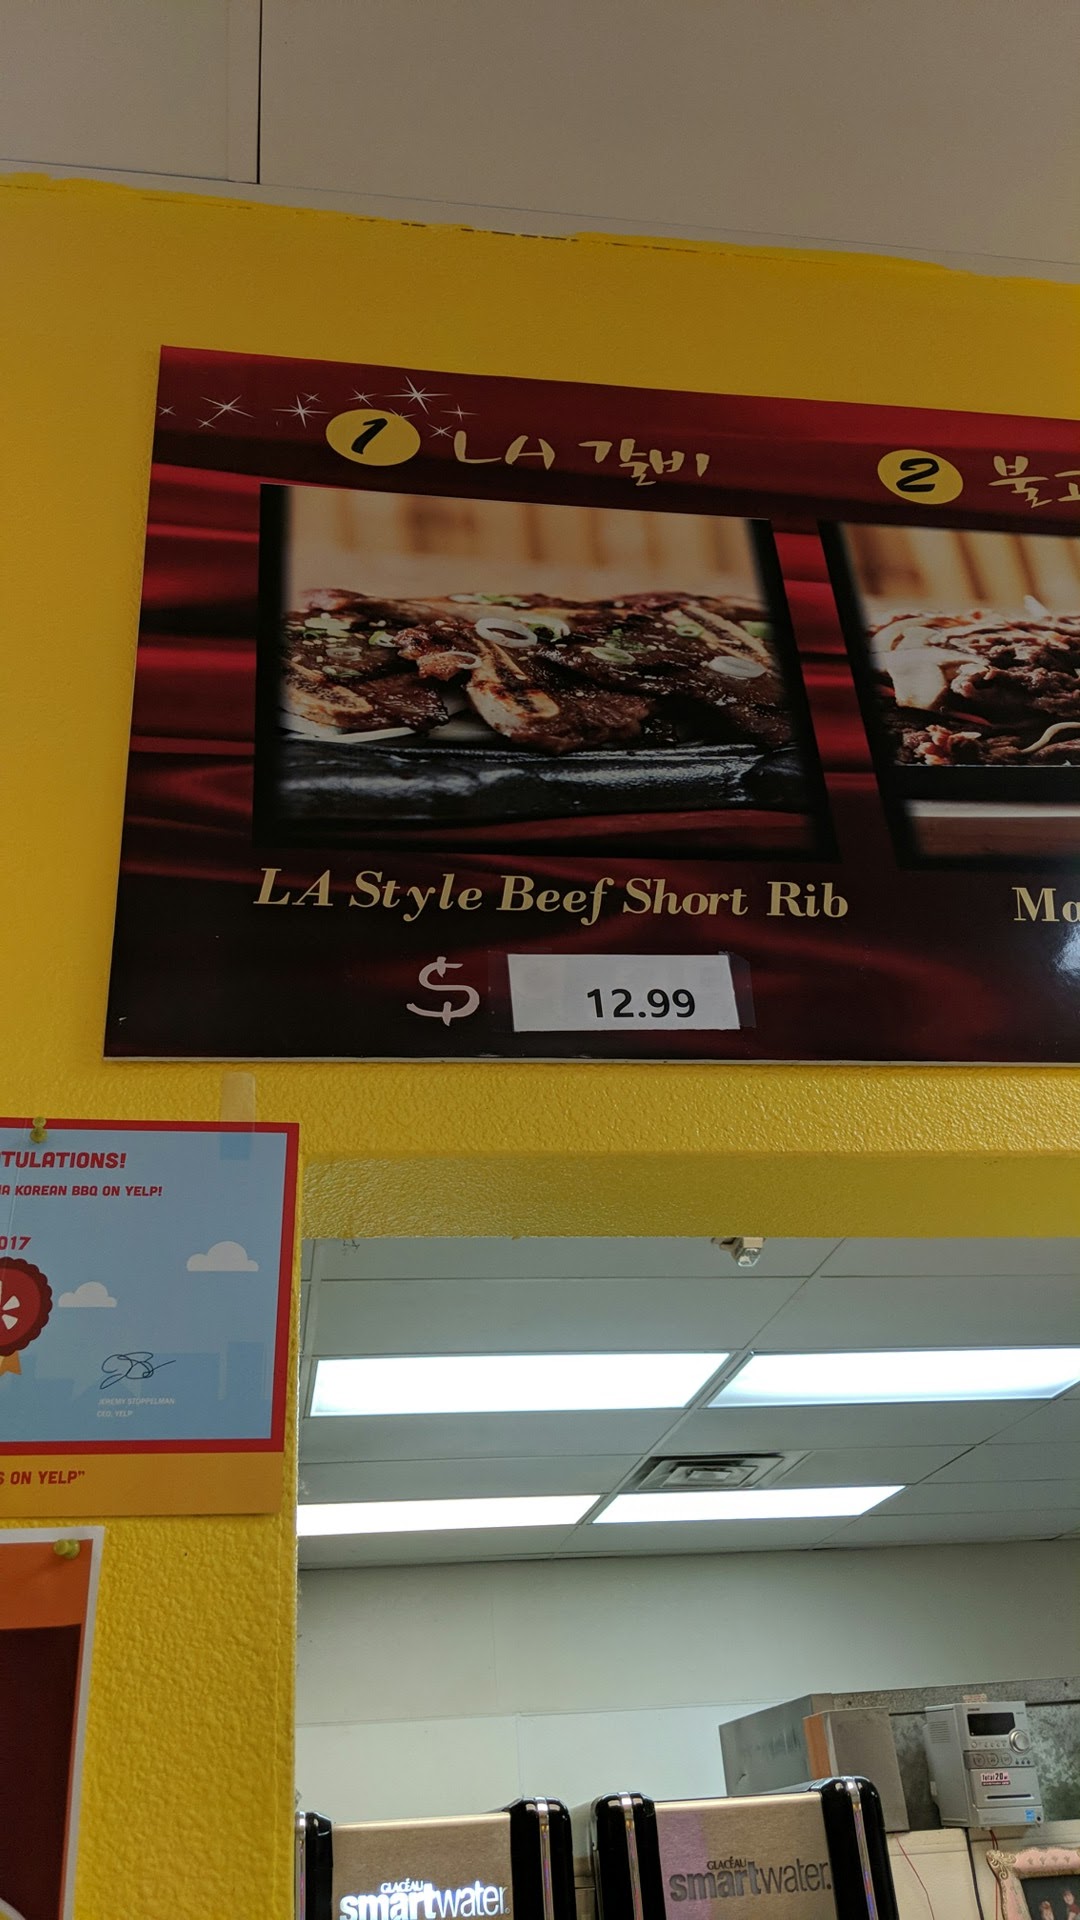 1 LA 갈비
LA Style Beef Short Rib
$ 12.99
2 불고
Ma
TULATIONS!
A KOREAN BBQ ON YELP!
017
JEREMY STOPPELMAN
CEO, YELP
S ON YELP"
GLACÉAU
smartwater.
GLACÉAU
smartwater.